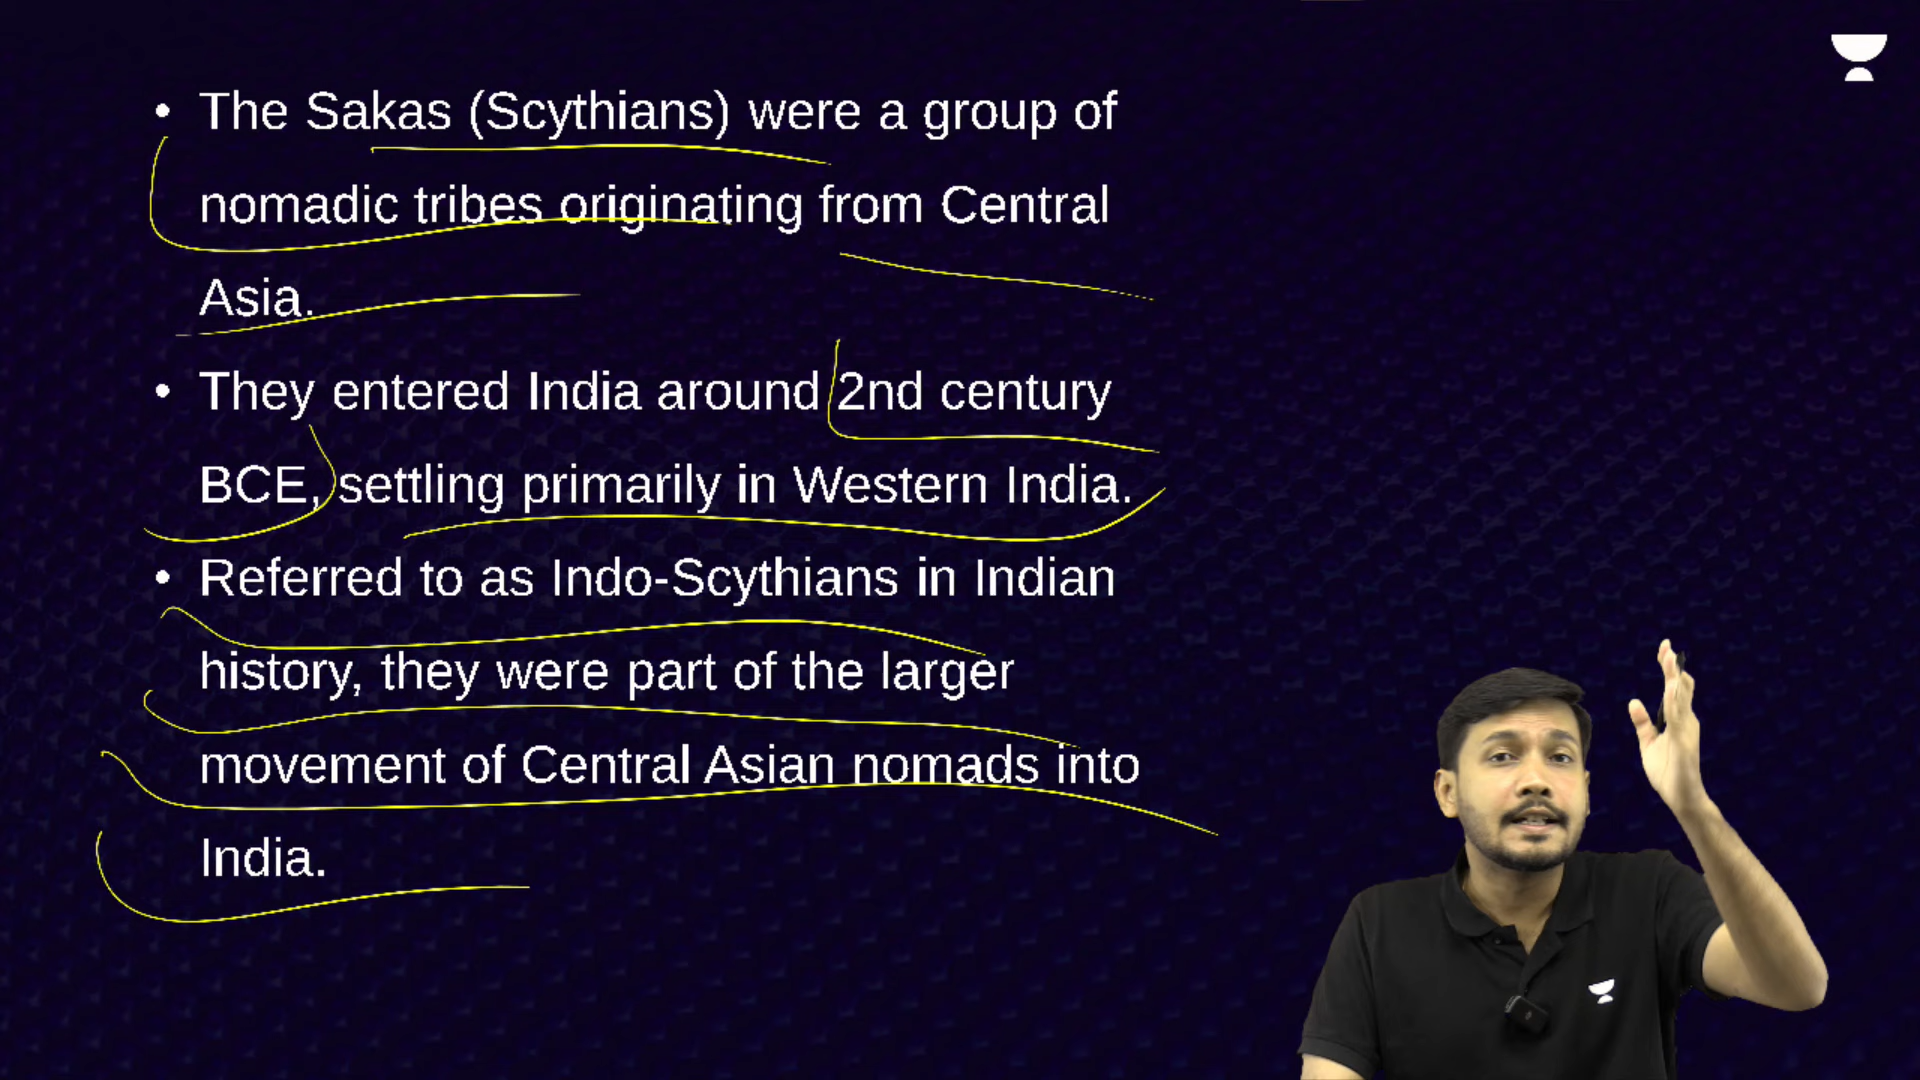 • The Sakas (Scythians) were a group of
nomadic tribes originating from Central
Asia.
• They entered India around 2nd century
BCE, settling primarily in Western India.
• Referred to as Indo-Scythians in Indian
history, they were part of the larger
movement of Central Asian nomads into
India.